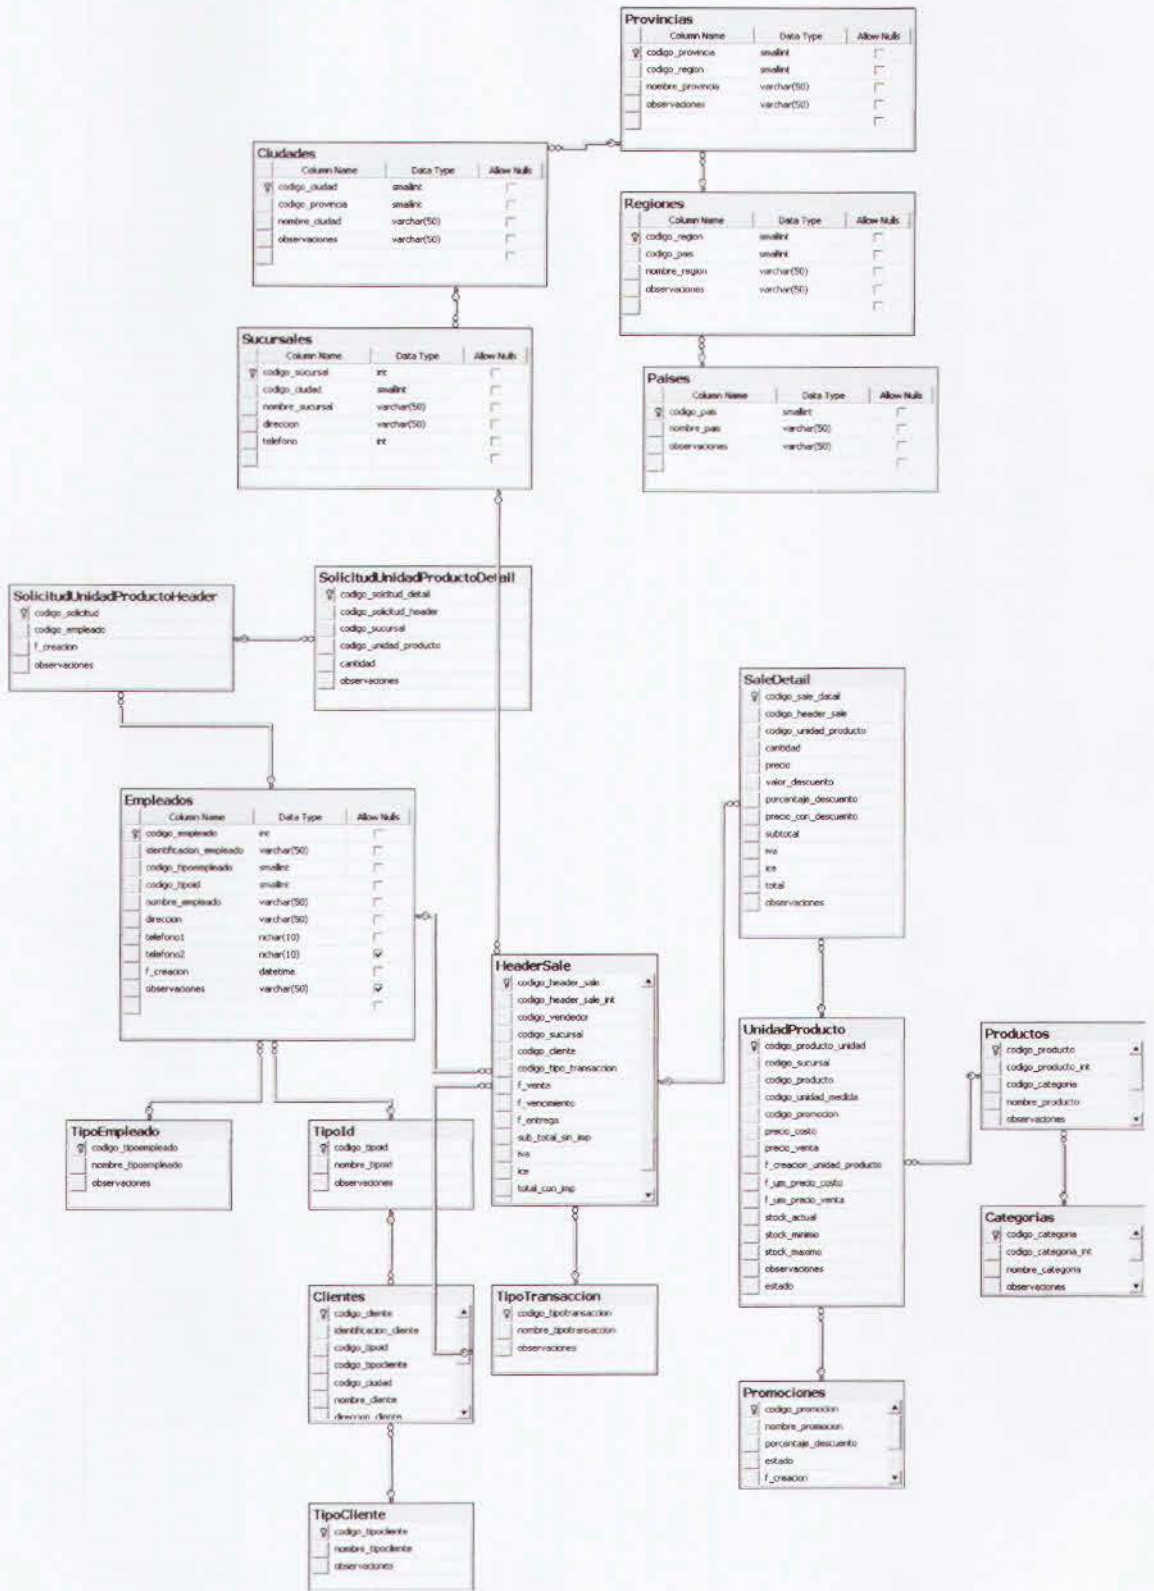 Provincias
Column Name Data Type Allow Nulls
codigo_provincia smallint
codigo_region smallint
nombre_provincia varchar(50)
observaciones varchar(50)
Ciudades
Column Name Data Type Allow Nulls
codigo_ciudad smallint
codigo_provincia smallint
nombre_ciudad varchar(50)
observaciones varchar(50)
Regiones
Column Name Data Type Allow Nulls
codigo_region smallint
codigo_pais smallint
nombre_region varchar(50)
observaciones varchar(50)
Sucursales
Column Name Data Type Allow Nulls
codigo_sucursal int
codigo_ciudad smallint
nombre_sucursal varchar(50)
direccion varchar(50)
telefono int
Paises
Column Name Data Type Allow Nulls
codigo_pais smallint
nombre_pais varchar(50)
observaciones varchar(50)
SolicitudUnidadProductoHeader
codigo_solicitud
codigo_empleado
f_creacion
observaciones
SolicitudUnidadProductoDetail
codigo_solicitud_detail
codigo_solicitud_header
codigo_sucursal
codigo_unidad_producto
cantidad
observaciones
SaleDetail
codigo_sale_detail
codigo_header_sale
codigo_unidad_producto
cantidad
precio
valor_descuento
porcentaje_descuento
precio_con_descuento
subtotal
iva
ice
total
observaciones
Empleados
Column Name Data Type Allow Nulls
codigo_empleado int
identificacion_empleado varchar(50)
codigo_tipoempleado smallint
codigo_tipoid smallint
nombre_empleado varchar(50)
direccion varchar(50)
telefono1 nchar(10)
telefono2 nchar(10)
f_creacion datetime
observaciones varchar(50)
HeaderSale
codigo_header_sale
codigo_header_sale_int
codigo_vendedor
codigo_sucursal
codigo_cliente
codigo_tipo_transaccion
f_venta
f_vencimiento
f_entrega
sub_total_sin_imp
iva
ice
total_con_imp
UnidadProducto
codigo_producto_unidad
codigo_sucursal
codigo_producto
codigo_unidad_medida
codigo_promocion
precio_costo
precio_venta
f_creacion_unidad_producto
f_um_precio_costo
f_um_precio_venta
stock_actual
stock_minimo
stock_maximo
observaciones
estado
Productos
codigo_producto
codigo_producto_int
codigo_categoria
nombre_producto
observaciones
TipoEmpleado
codigo_tipoempleado
nombre_tipoempleado
observaciones
TipoId
codigo_tipoid
nombre_tipoid
observaciones
Categorias
codigo_categoria
codigo_categoria_int
nombre_categoria
observaciones
Clientes
codigo_cliente
identificacion_cliente
codigo_tipoid
codigo_tipocliente
codigo_ciudad
nombre_cliente
direccion_cliente
TipoTransaccion
codigo_tipotransaccion
nombre_tipotransaccion
observaciones
Promociones
codigo_promocion
nombre_promocion
porcentaje_descuento
estado
f_creacion
TipoCliente
codigo_tipocliente
nombre_tipocliente
observaciones